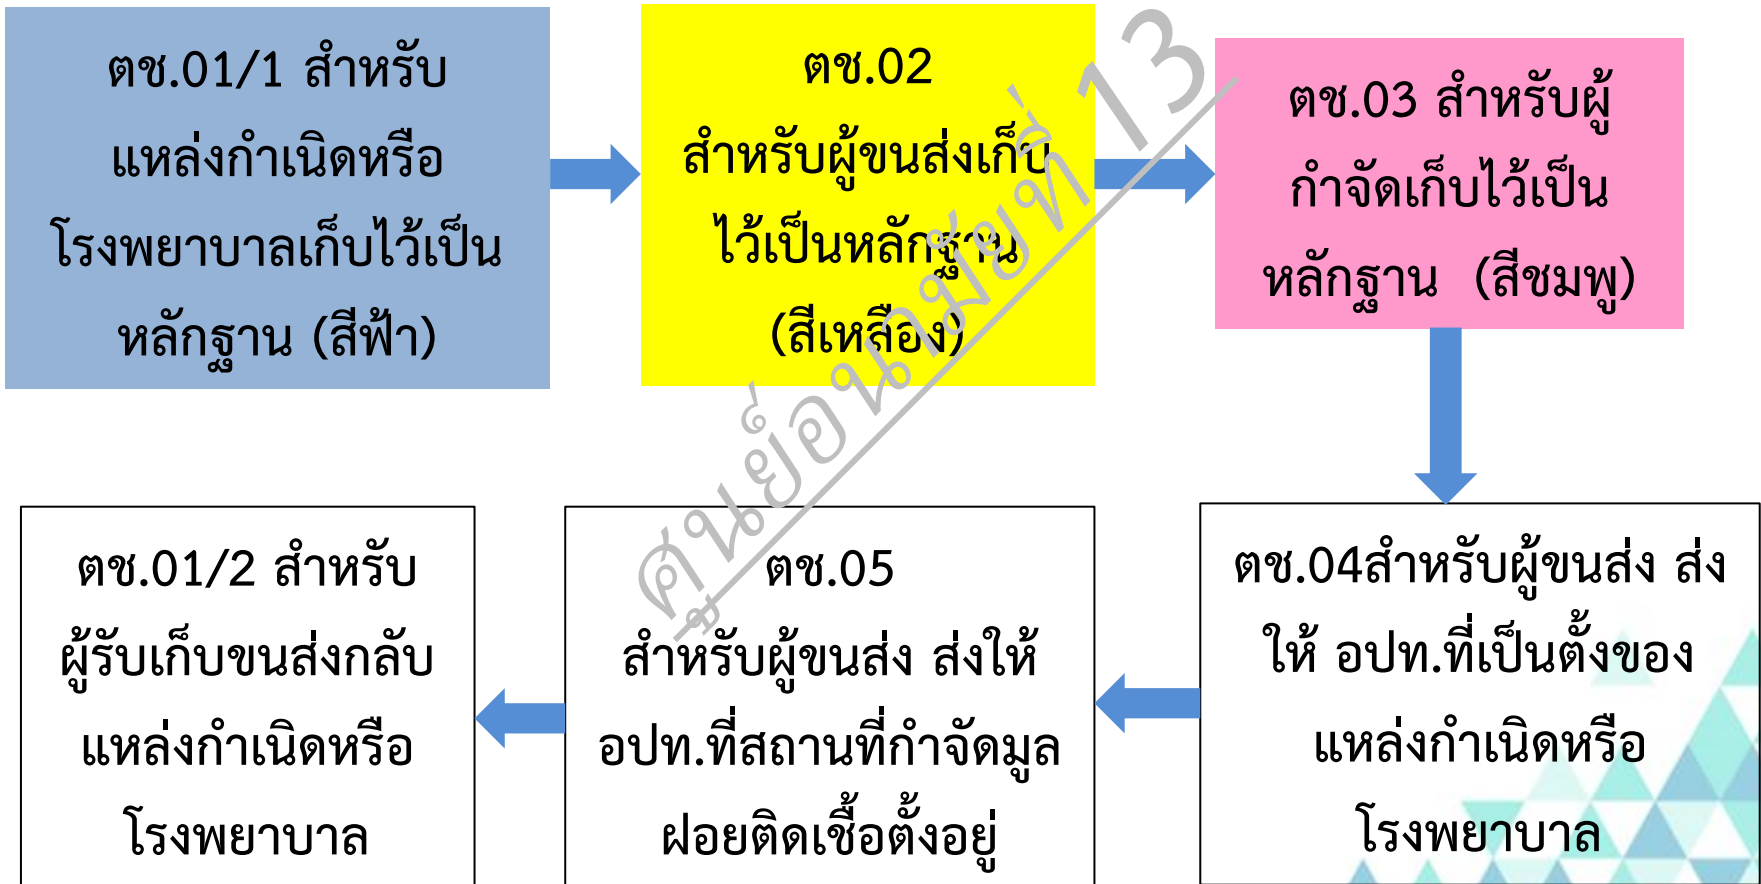 ตช.01/1 สำหรับ
แหล่งกำเนิดหรือ
โรงพยาบาลเก็บไว้เป็น
หลักฐาน (สีฟ้า)
ตช.02
สำหรับผู้ขนส่งเก็บ
ไว้เป็นหลักฐาน
(สีเหลือง)
ตช.03 สำหรับผู้
กำจัดเก็บไว้เป็น
หลักฐาน (สีชมพู)
ตช.04สำหรับผู้ขนส่ง ส่ง
ให้ อปท.ที่เป็นตั้งของ
แหล่งกำเนิดหรือ
โรงพยาบาล
ตช.05
สำหรับผู้ขนส่ง ส่งให้
อปท.ที่สถานที่กำจัดมูล
ฝอยติดเชื้อตั้งอยู่
ตช.01/2 สำหรับ
ผู้รับเก็บขนส่งกลับ
แหล่งกำเนิดหรือ
โรงพยาบาล
ศูนย์อนามัยที่ 13